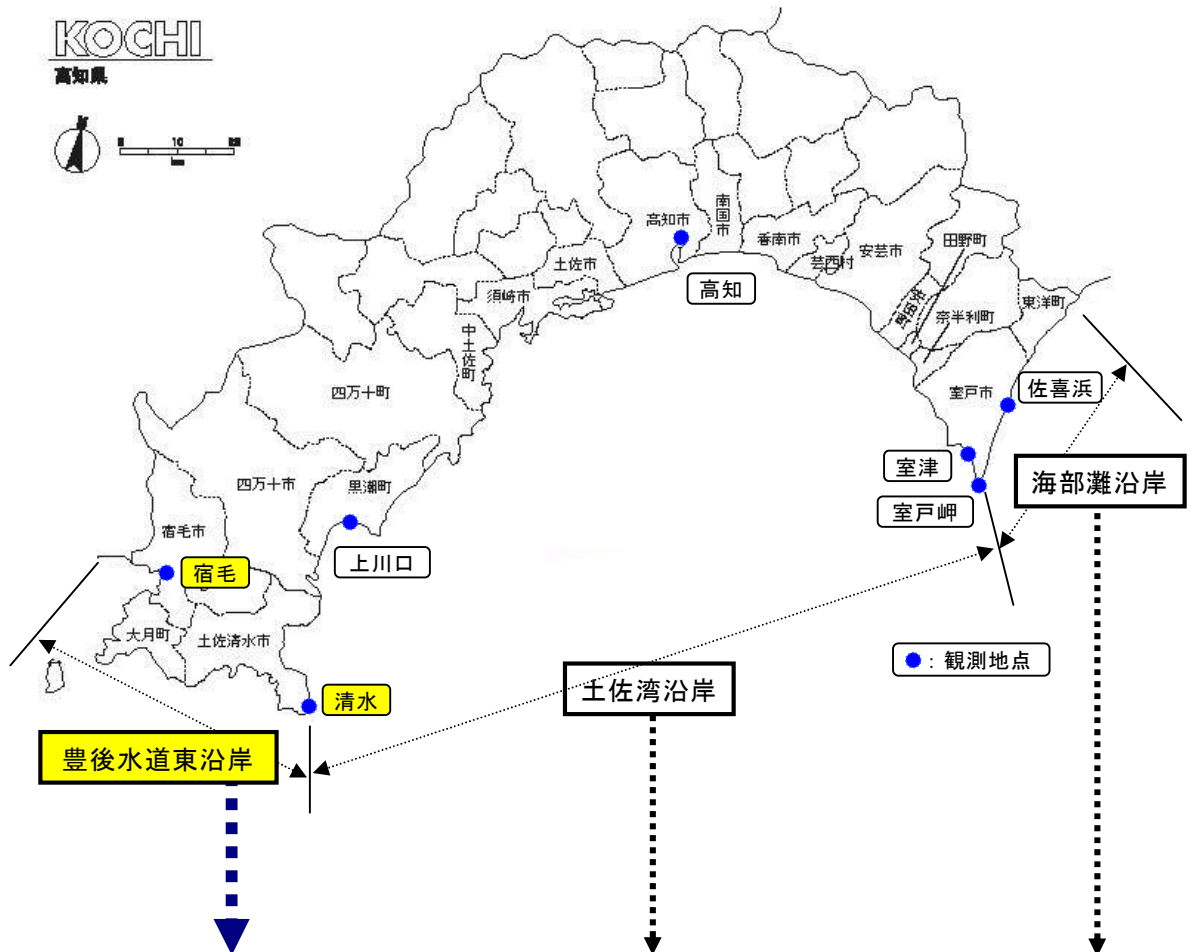 KOCHI
高知県
10
km
高知市
南国市
香南市
芸西村
安芸市
田野町
安田町
奈半利町
東洋町
室戸市
土佐市
須崎市
中土佐町
四万十町
四万十市
黒潮町
宿毛市
大月町
土佐清水市
高知
佐喜浜
室津
室戸岬
上川口
宿毛
清水
海部灘沿岸
土佐湾沿岸
豊後水道東沿岸
：観測地点